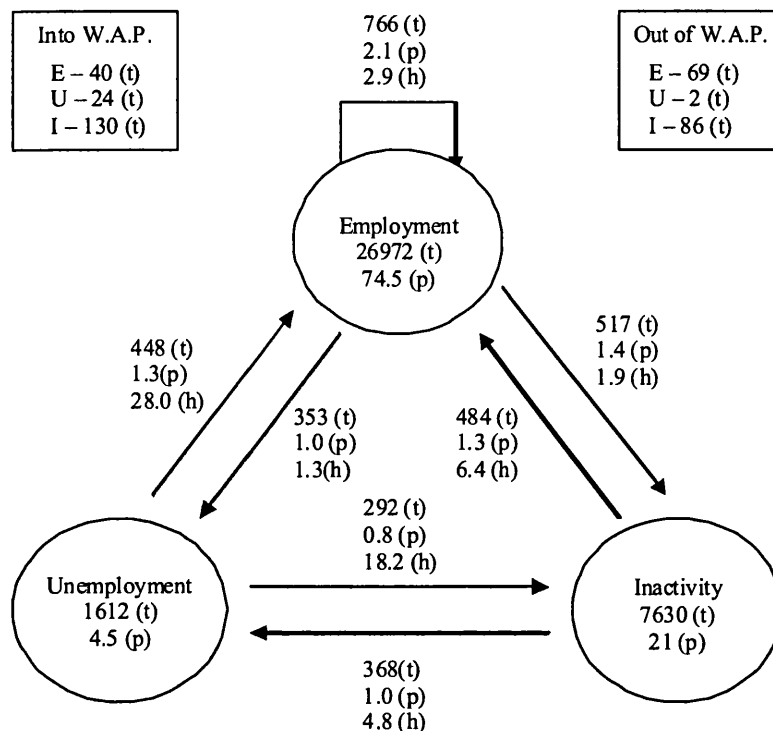 Into W.A.P.
E – 40 (t)
U – 24 (t)
I – 130 (t)
766 (t)
2.1 (p)
2.9 (h)
Out of W.A.P.
E – 69 (t)
U – 2 (t)
I – 86 (t)
Employment
26972 (t)
74.5 (p)
448 (t)
1.3(p)
28.0 (h)
353 (t)
1.0 (p)
1.3(h)
484 (t)
1.3 (p)
6.4 (h)
517 (t)
1.4 (p)
1.9 (h)
Unemployment
1612 (t)
4.5 (p)
292 (t)
0.8 (p)
18.2 (h)
Inactivity
7630 (t)
21 (p)
368(t)
1.0 (p)
4.8 (h)